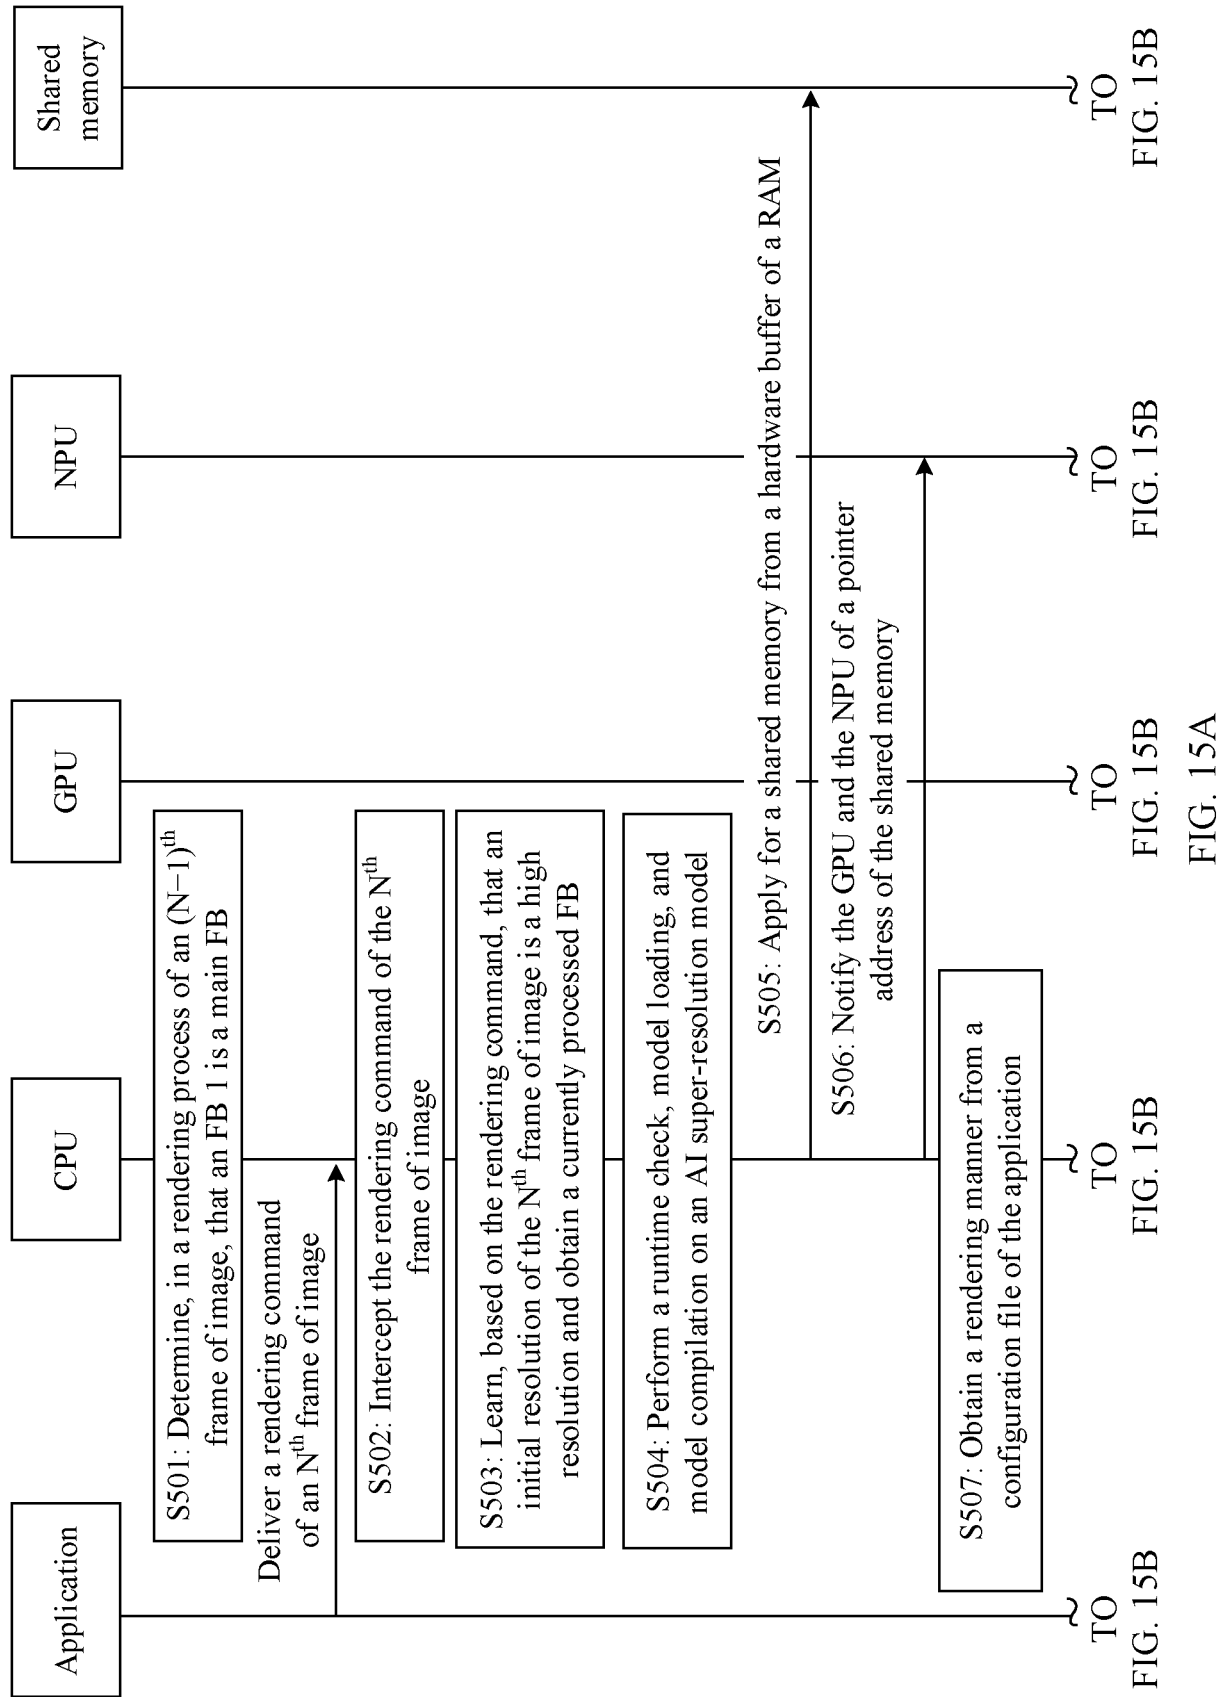 Application
CPU
GPU
NPU
Shared
memory
S501: Determine, in a rendering process of an (N−1)th
frame of image, that an FB 1 is a main FB
Deliver a rendering command
of an Nth frame of image
S502: Intercept the rendering command of the Nth
frame of image
S503: Learn, based on the rendering command, that an
initial resolution of the Nth frame of image is a high
resolution and obtain a currently processed FB
S504: Perform a runtime check, model loading, and
model compilation on an AI super-resolution model
S505: Apply for a shared memory from a hardware buffer of a RAM
S506: Notify the GPU and the NPU of a pointer
address of the shared memory
S507: Obtain a rendering manner from a
configuration file of the application
TO
FIG. 15B
TO
FIG. 15B
TO
FIG. 15B
TO
FIG. 15B
TO
FIG. 15B
FIG. 15A